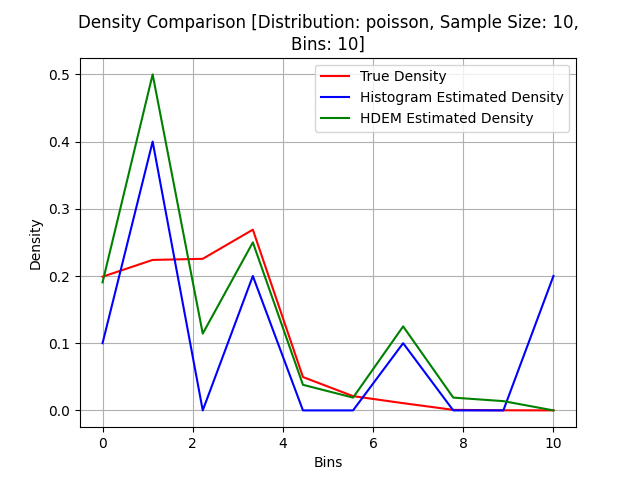 Density Comparison [Distribution: poisson, Sample Size: 10,
Bins: 10]
True Density
Histogram Estimated Density
HDEM Estimated Density
Density
0.5
0.4
0.3
0.2
0.1
0.0
0 2 4 6 8 10
Bins